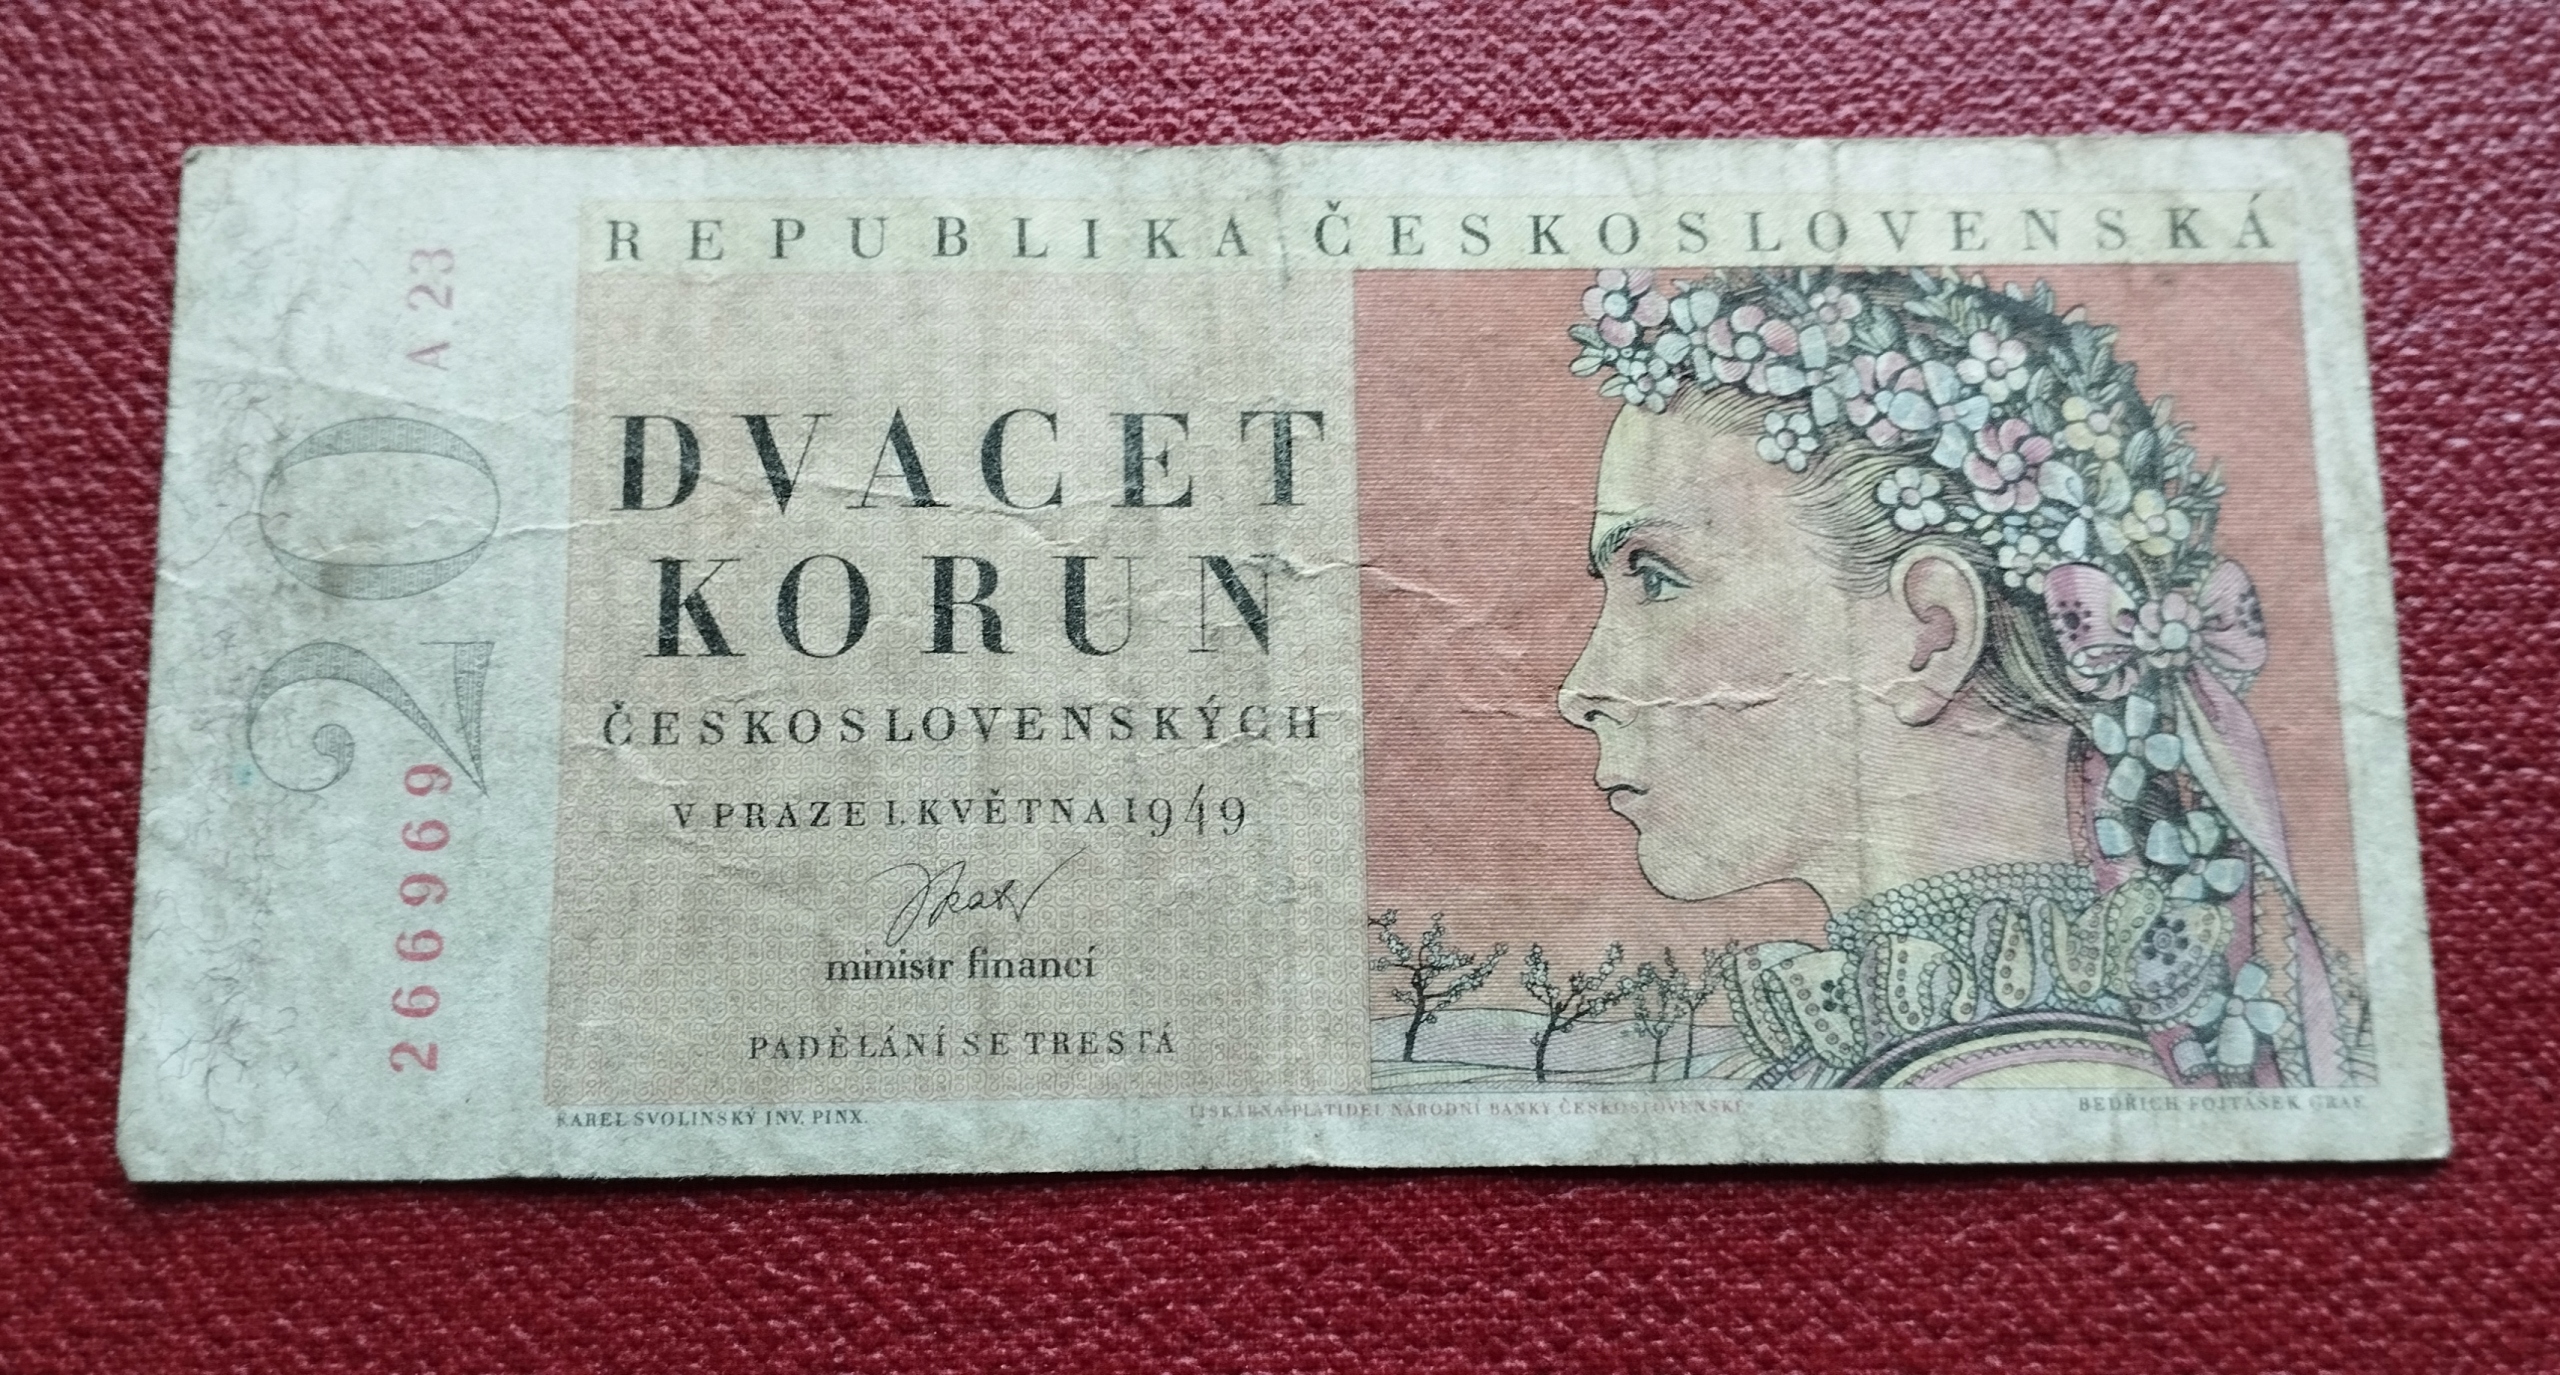 REPUBLIKA ČESKOSLOVENSKÁ
A 23
20
266969
DVACET
KORUN
ČESKOSLOVENSKÝCH
V PRAZE 1. KVĚTNA 1949
ministr financí
PADĚLÁNÍ SE TRESTÁ
KAREL SVOLINSKÝ INV. PINX.
TISKÁRNA PLATIDEL NÁRODNÍ BANKY ČESKOSLOVENSKÉ
BEDŘICH FOJTÁŠEK GRAF.